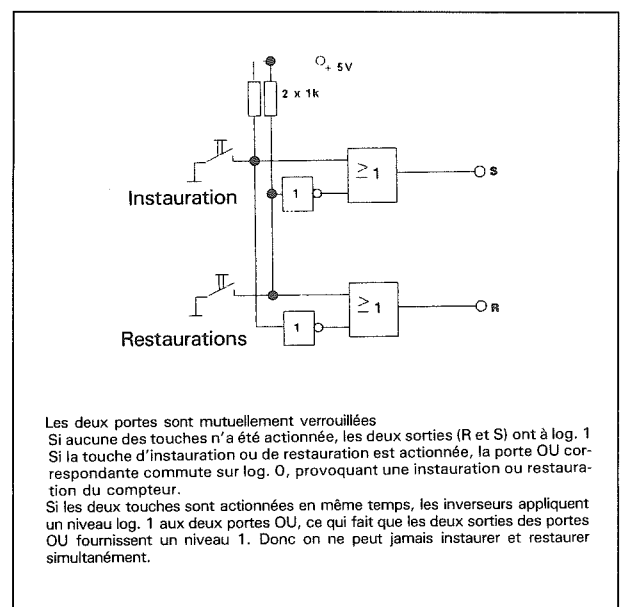 + 5V
2 x 1k
Instauration
≥ 1
S
1
Restaurations
≥ 1
R
1
Les deux portes sont mutuellement verrouillées
Si aucune des touches n'a été actionnée, les deux sorties (R et S) ont à log. 1
Si la touche d'instauration ou de restauration est actionnée, la porte OU cor-
respondante commute sur log. 0, provoquant une instauration ou restaura-
tion du compteur.
Si les deux touches sont actionnées en même temps, les inverseurs appliquent
un niveau log. 1 aux deux portes OU, ce qui fait que les deux sorties des portes
OU fournissent un niveau 1. Donc on ne peut jamais instaurer et restaurer
simultanément.